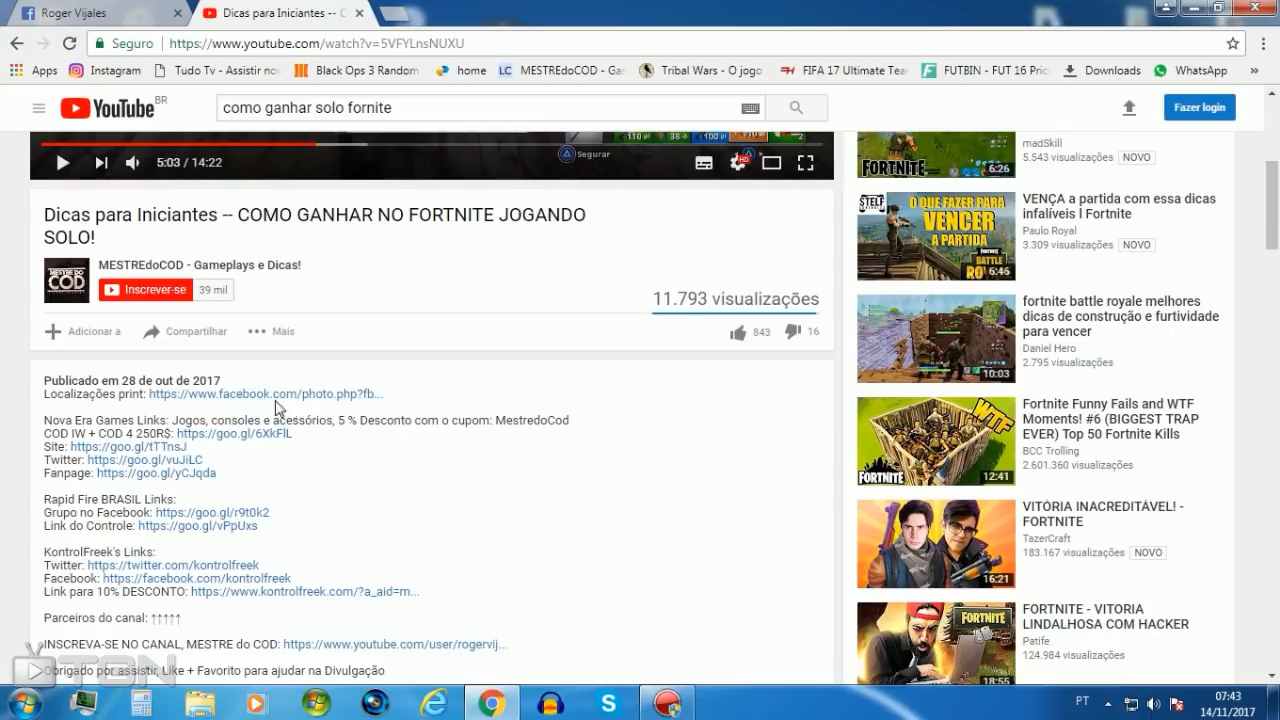 Roger Vijales
Dicas para Iniciantes -- C
Seguro
https://www.youtube.com/watch?v=5VFYLnsNUXU
Apps
Instagram
Tudo Tv - Assistir no
Black Ops 3 Random
home
LC MESTREdoCOD - Ga
Tribal Wars - O jogo
FIFA 17 Ultimate Tea
FUTBIN - FUT 16 Pric
Downloads
WhatsApp
»
YouTube BR
como ganhar solo fornite
Fazer login
5:03 / 14:22
Segurar
HD
Dicas para Iniciantes -- COMO GANHAR NO FORTNITE JOGANDO
SOLO!
MESTRE DO
COD
MESTREdoCOD - Gameplays e Dicas!
Inscrever-se
39 mil
11.793 visualizações
Adicionar a
Compartilhar
Mais
843
16
Publicado em 28 de out de 2017
Localizações print: https://www.facebook.com/photo.php?fb...
Nova Era Games Links: Jogos, consoles e acessórios, 5 % Desconto com o cupom: MestredoCod
COD IW + COD 4 250R$: https://goo.gl/6XkFlL
Site: https://goo.gl/tTTnsJ
Twitter: https://goo.gl/vuJiLC
Fanpage: https://goo.gl/yCJqda
Rapid Fire BRASIL Links:
Grupo no Facebook: https://goo.gl/r9t0k2
Link do Controle: https://goo.gl/vPpUxs
KontrolFreek's Links:
Twitter: https://twitter.com/kontrolfreek
Facebook: https://facebook.com/kontrolfreek
Link para 10% DESCONTO: https://www.kontrolfreek.com/?a_aid=m...
Parceiros do canal: ↑↑↑↑↑
INSCREVA-SE NO CANAL, MESTRE do COD: https://www.youtube.com/user/rogervij...
Obrigado por assistir, Like + Favorito para ajudar na Divulgação
FORTNITE
6:26
madSkill
5.543 visualizações
NOVO
STELF
O QUE FAZER PARA
VENCER
A PARTIDA
BATTLE
6:46
VENÇA a partida com essa dicas
infalíveis l Fortnite
Paulo Royal
3.309 visualizações
NOVO
10:03
fortnite battle royale melhores
dicas de construção e furtividade
para vencer
Daniel Hero
2.795 visualizações
WTF
FORTNITE
12:41
Fortnite Funny Fails and WTF
Moments! #6 (BIGGEST TRAP
EVER) Top 50 Fortnite Kills
BCC Trolling
2.601.360 visualizações
16:21
VITÓRIA INACREDITÁVEL! -
FORTNITE
TazerCraft
183.167 visualizações
NOVO
FORTNITE
18:55
FORTNITE - VITORIA
LINDALHOSA COM HACKER
Patife
124.984 visualizações
PT
07:43
14/11/2017